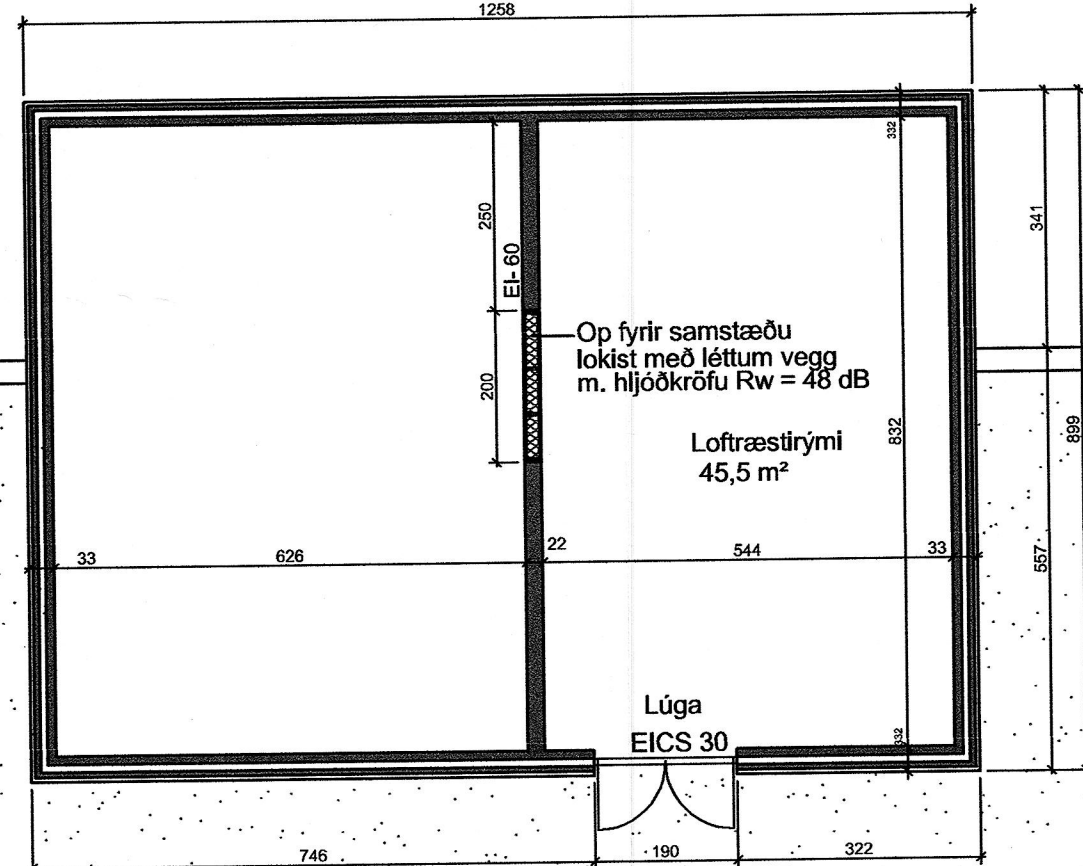 1258
332
250
EI- 60
341
Op fyrir samstæðu
lokist með léttum vegg
m. hljóðkröfu Rw = 48 dB
200
832
899
Loftræstirými
45,5 m²
33
626
22
544
33
557
Lúga
EICS 30
332
746
190
322